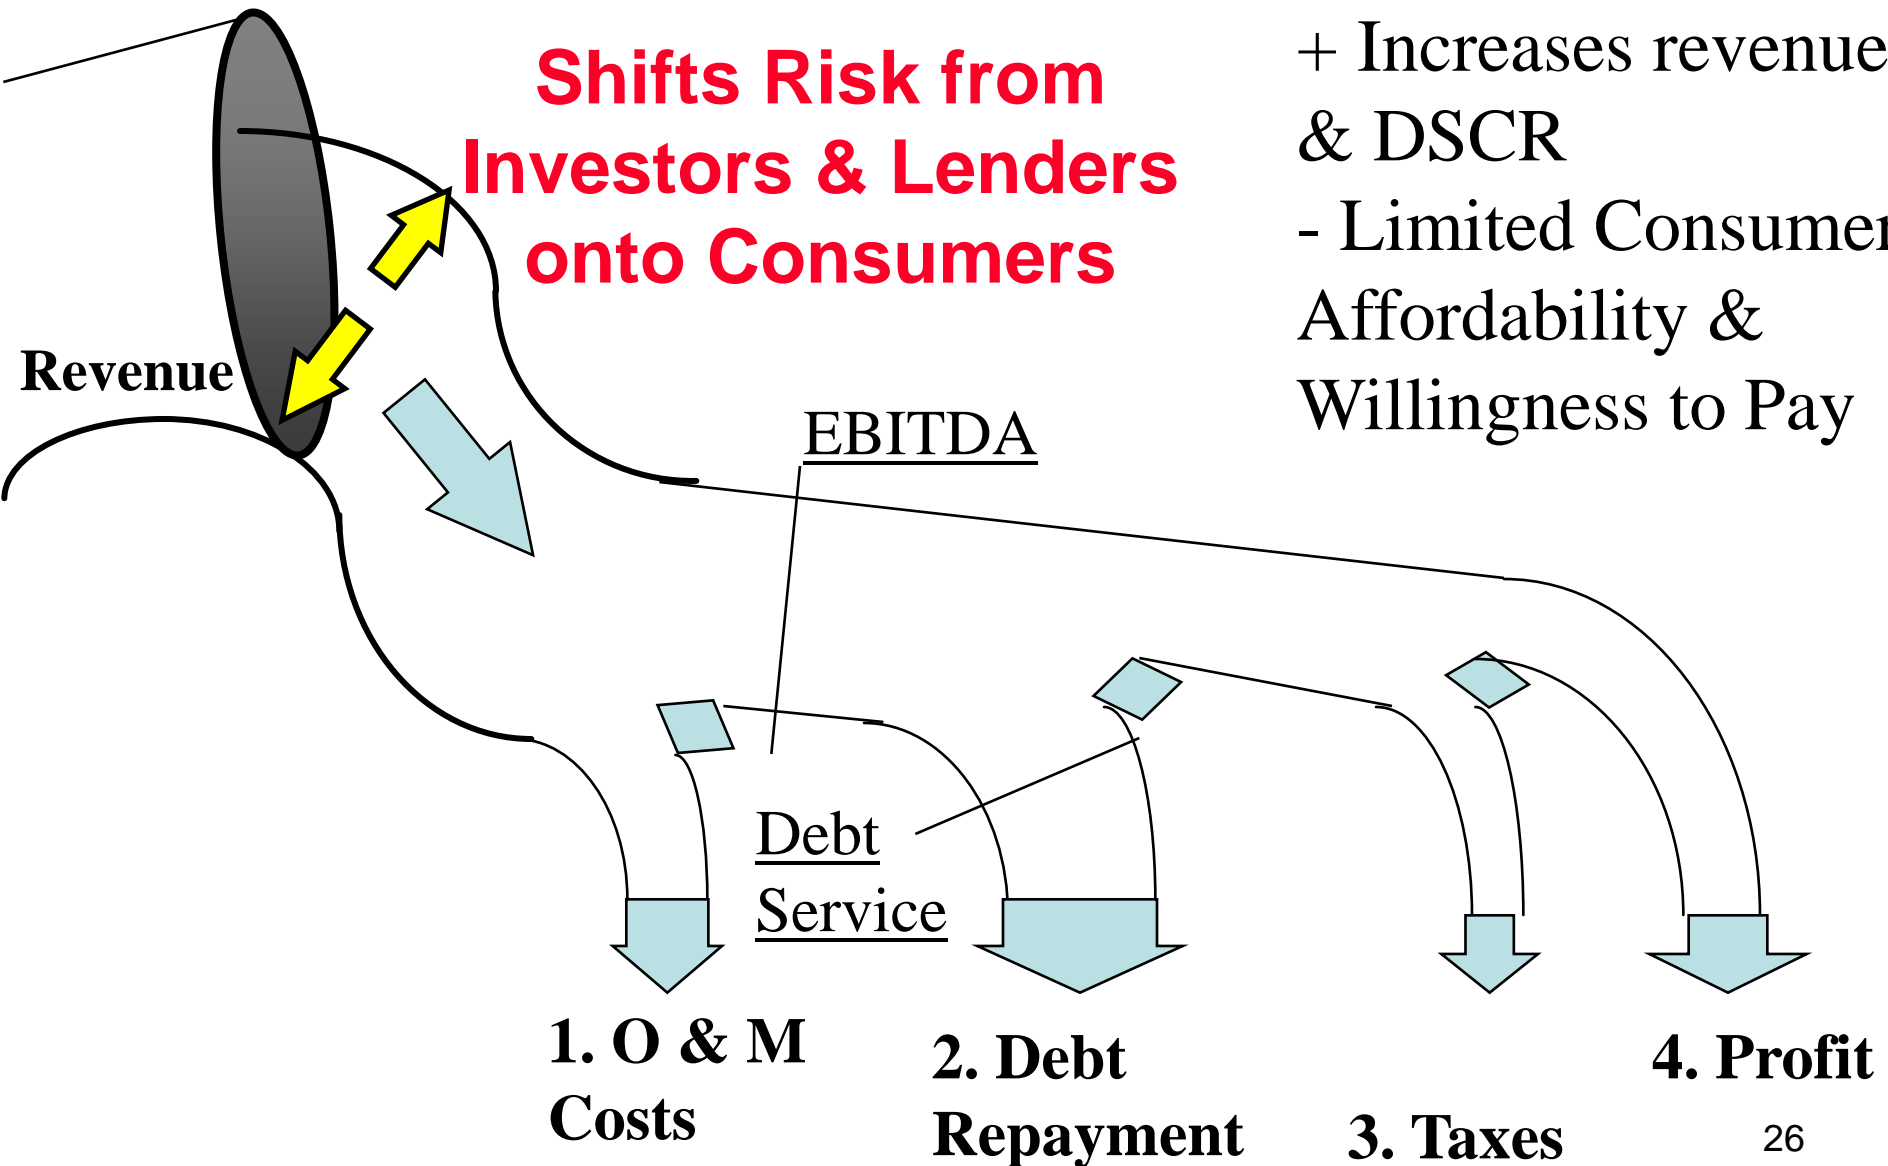 Shifts Risk from
Investors & Lenders
onto Consumers
+ Increases revenue
& DSCR
- Limited Consumer
Affordability &
Willingness to Pay
Revenue
EBITDA
Debt
Service
1. O & M
Costs
2. Debt
Repayment
3. Taxes
4. Profit
26